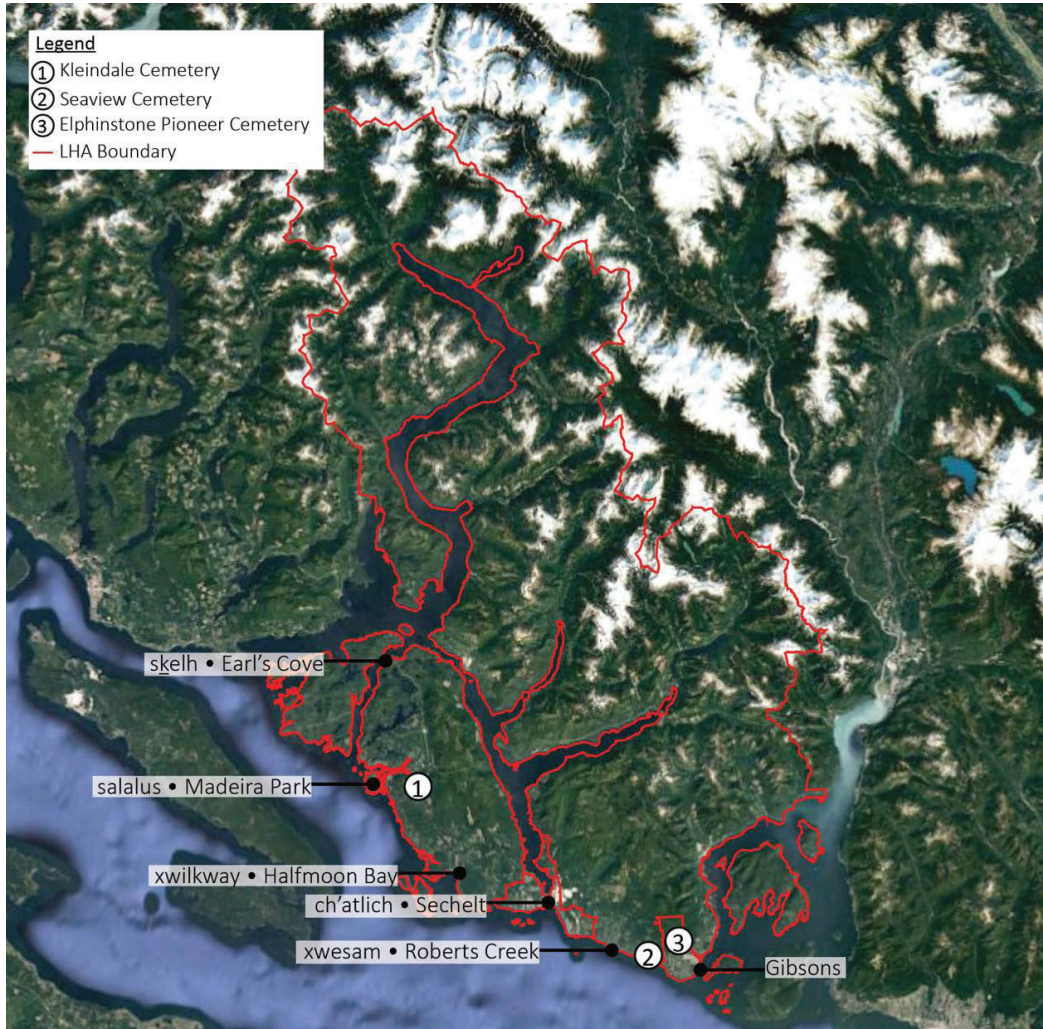 Legend
1 Kleindale Cemetery
2 Seaview Cemetery
3 Elphinstone Pioneer Cemetery
LHA Boundary
skelh • Earl's Cove
salalus • Madeira Park
1
xwilkway • Halfmoon Bay
ch'atlich • Sechelt
xwesam • Roberts Creek
2
3
Gibsons